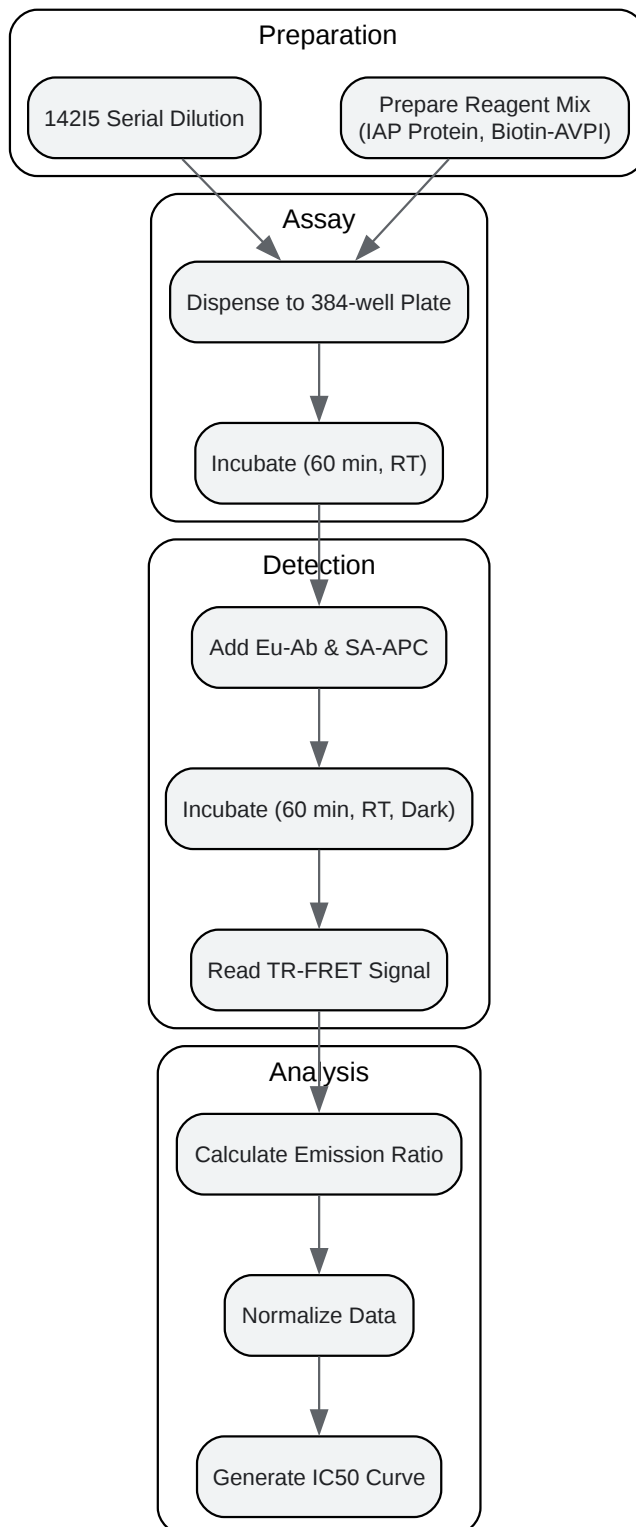 Preparation
142I5 Serial Dilution
Prepare Reagent Mix
(IAP Protein, Biotin-AVPI)
Assay
Dispense to 384-well Plate
Incubate (60 min, RT)
Detection
Add Eu-Ab & SA-APC
Incubate (60 min, RT, Dark)
Read TR-FRET Signal
Analysis
Calculate Emission Ratio
Normalize Data
Generate IC50 Curve